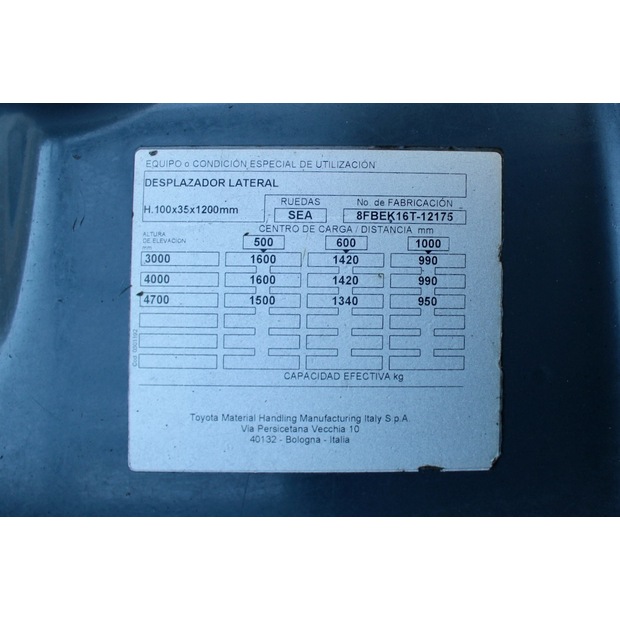 EQUIPO o CONDICIÓN ESPECIAL DE UTILIZACIÓN
DESPLAZADOR LATERAL
RUEDAS No. de FABRICACIÓN
H.100x35x1200mm SEA 8FBEK16T-12175
CENTRO DE CARGA / DISTANCIA mm
ALTURA
DE ELEVACION
mm
500 600 1000
3000 1600 1420 990
4000 1600 1420 990
4700 1500 1340 950
CAPACIDAD EFECTIVA kg
Toyota Material Handling Manufacturing Italy S.p.A.
Via Persicetana Vecchia 10
40132 - Bologna - Italia